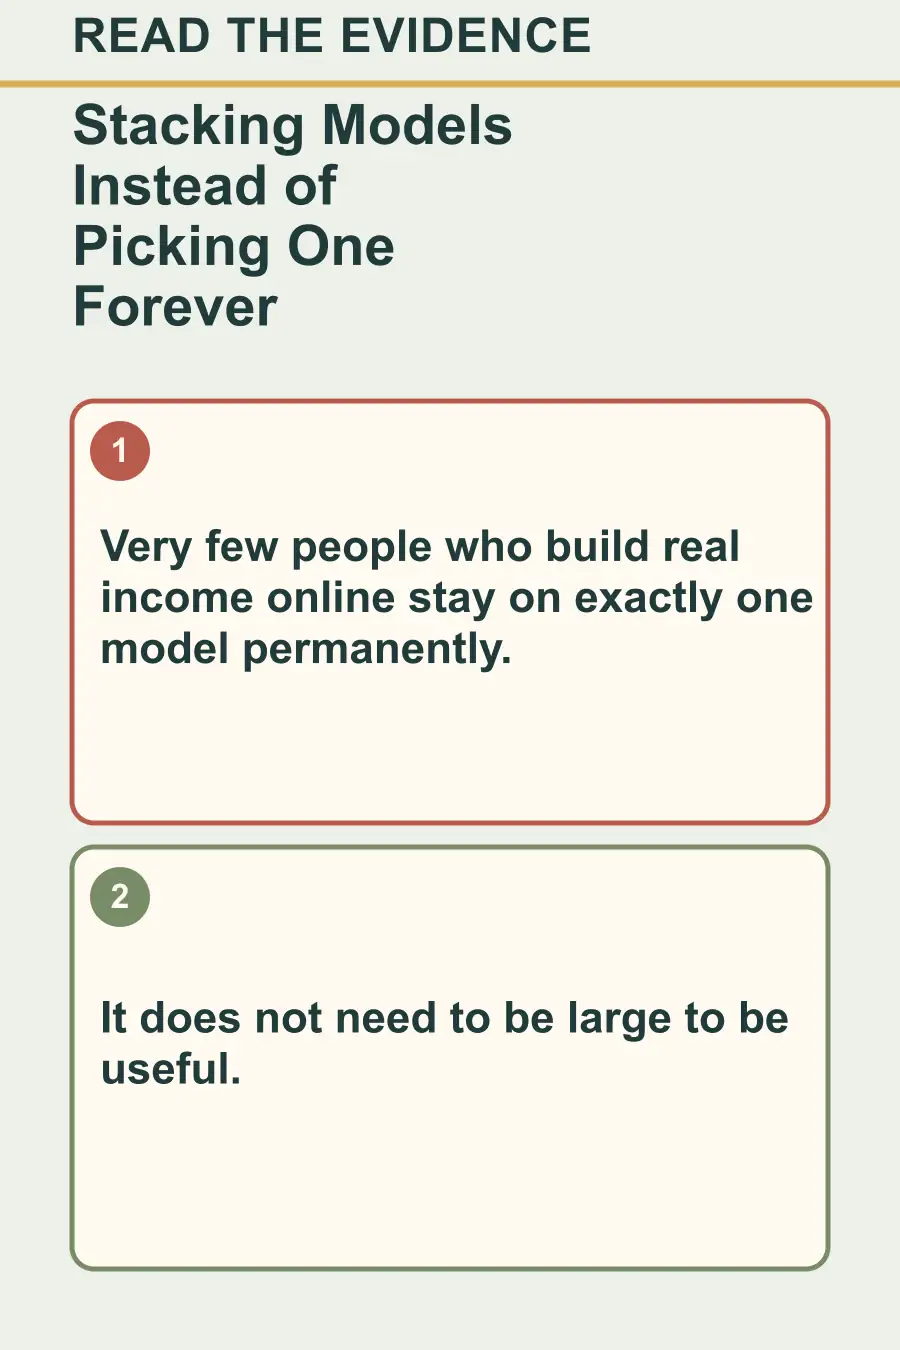 READ THE EVIDENCE
Stacking Models
Instead of
Picking One
Forever
1
Very few people who build real
income online stay on exactly one
model permanently.
2
It does not need to be large to be
useful.